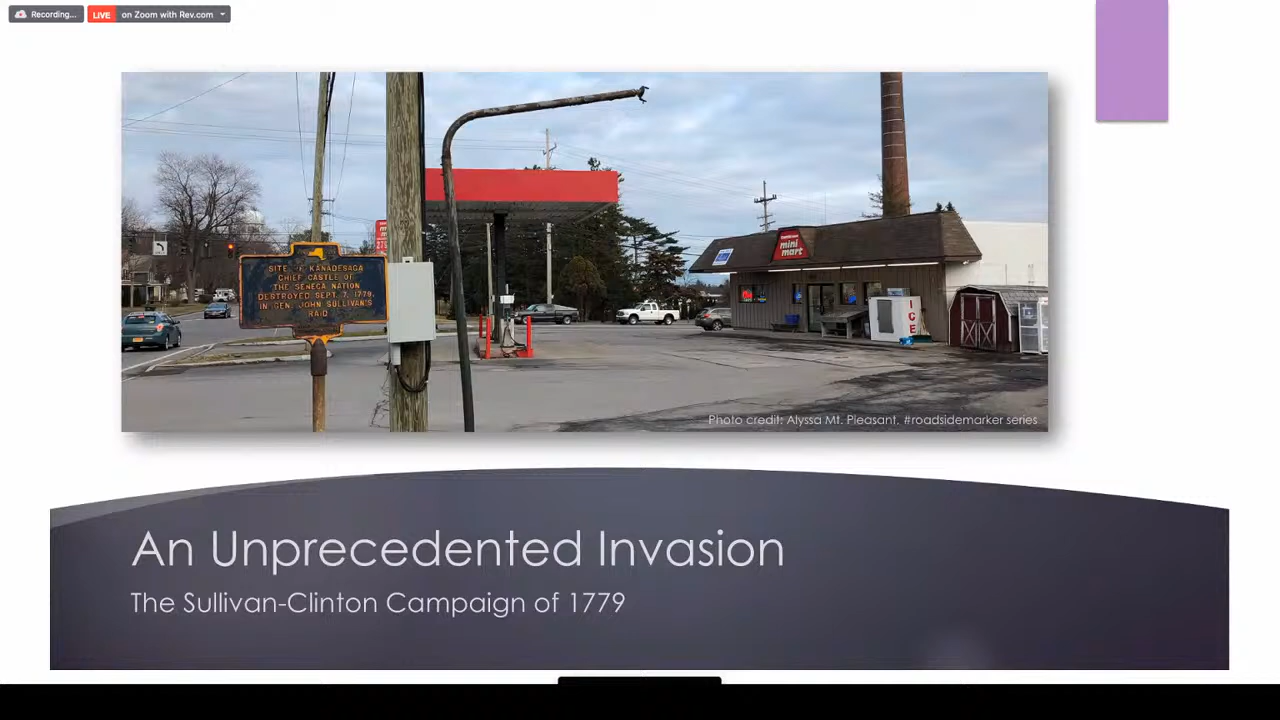 Recording...
LIVE on Zoom with Rev.com
SITE OF KANADESAGA
CHIEF CASTLE OF
THE SENECA NATION
DESTROYED SEPT. 7, 1779,
IN GEN. JOHN SULLIVAN'S
RAID
mini
mart
ICE
Photo credit: Alyssa Mt. Pleasant. #roadsidemarker series
An Unprecedented Invasion
The Sullivan-Clinton Campaign of 1779